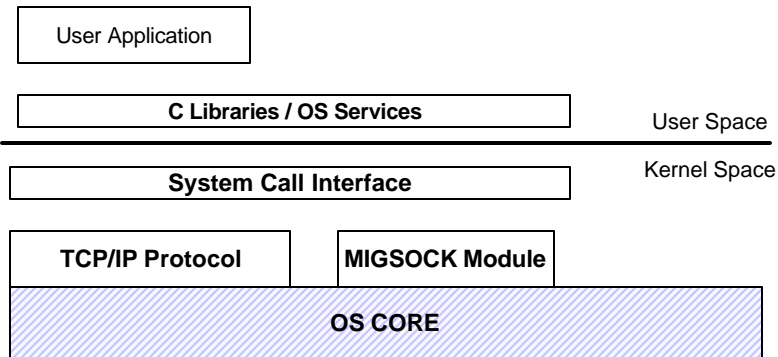 User Application
C Libraries / OS Services
User Space
Kernel Space
System Call Interface
TCP/IP Protocol
MIGSOCK Module
OS CORE